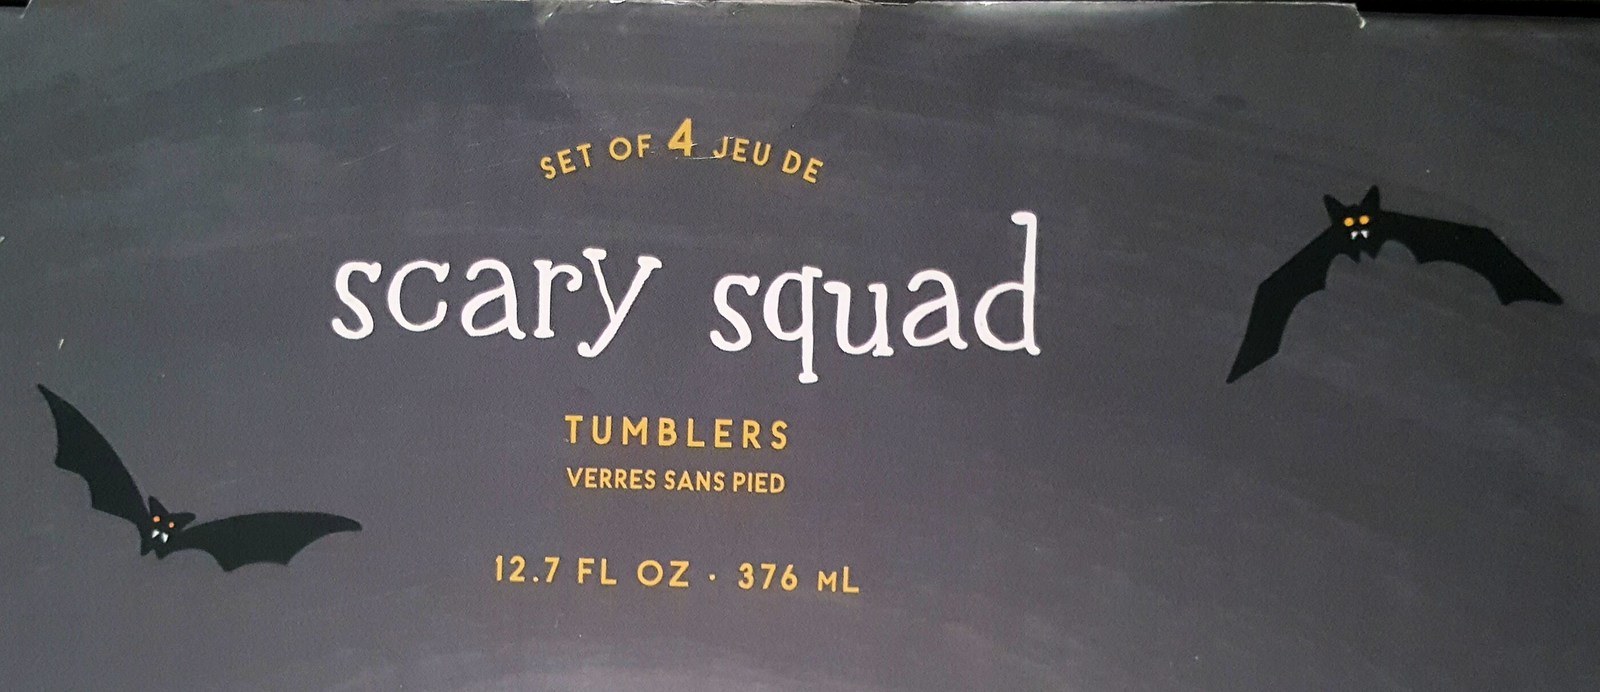 SET OF 4 JEU DE
scary squad
TUMBLERS
VERRES SANS PIED
12.7 FL OZ · 376 mL